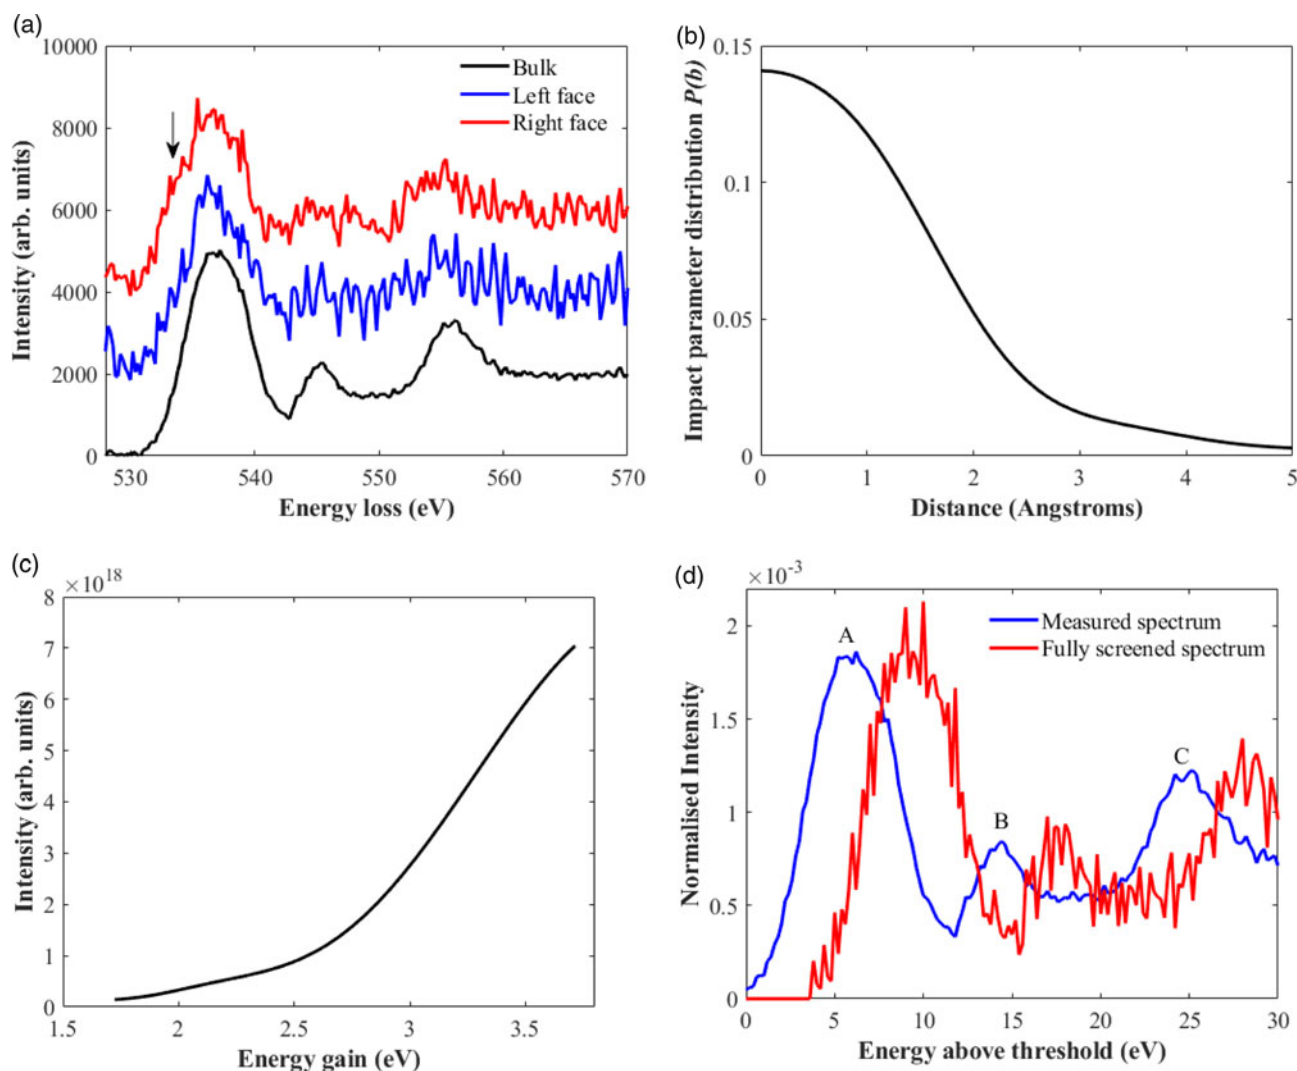 (a)
10000
8000
6000
4000
2000
0
Intensity (arb. units)
Bulk
Left face
Right face
530
540
550
560
570
Energy loss (eV)
(b)
0.15
0.1
0.05
0
Impact parameter distribution P(b)
0
1
2
3
4
5
Distance (Angstroms)
(c)
×10^18
8
7
6
5
4
3
2
1
0
Intensity (arb. units)
1.5
2
2.5
3
3.5
Energy gain (eV)
(d)
×10^-3
2
1.5
1
0.5
0
Normalised Intensity
Measured spectrum
Fully screened spectrum
A
B
C
0
5
10
15
20
25
30
Energy above threshold (eV)